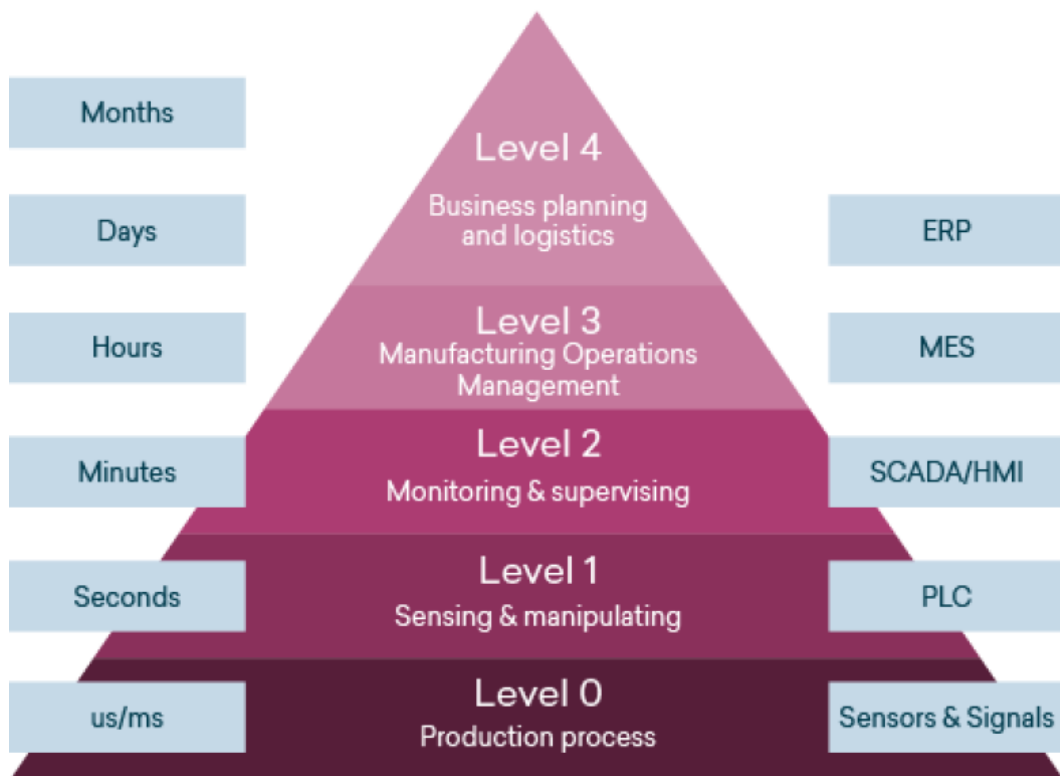 Months
Level 4
Business planning
and logistics
Days
ERP
Level 3
Manufacturing Operations
Management
Hours
MES
Level 2
Monitoring & supervising
Minutes
SCADA/HMI
Level 1
Sensing & manipulating
Seconds
PLC
Level 0
Production process
us/ms
Sensors & Signals